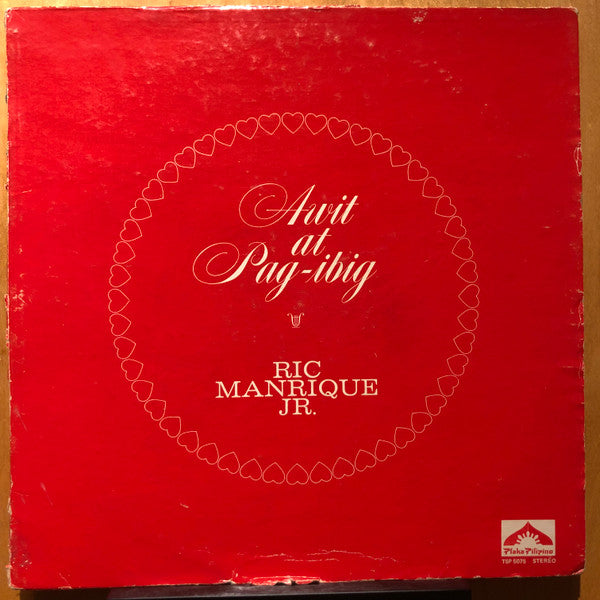 Awit
at
Pag-ibig
RIC
MANRIQUE
JR.
Plaka Pilipino
TSP 5075 STEREO